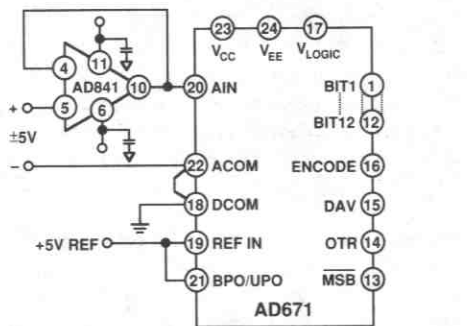 23 24 17
VCC VEE VLOGIC
11
4
AD841 10 20 AIN BIT1 1
+ 5 6
±5V BIT12 12
− 22 ACOM ENCODE 16
18 DCOM DAV 15
+5V REF 19 REF IN OTR 14
21 BPO/UPO MSB 13
AD671